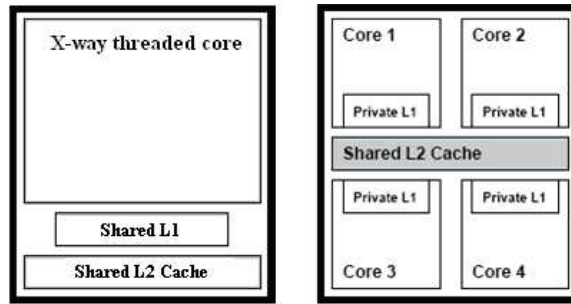 X-way threaded core
Shared L1
Shared L2 Cache
Core 1
Core 2
Private L1
Private L1
Shared L2 Cache
Private L1
Private L1
Core 3
Core 4